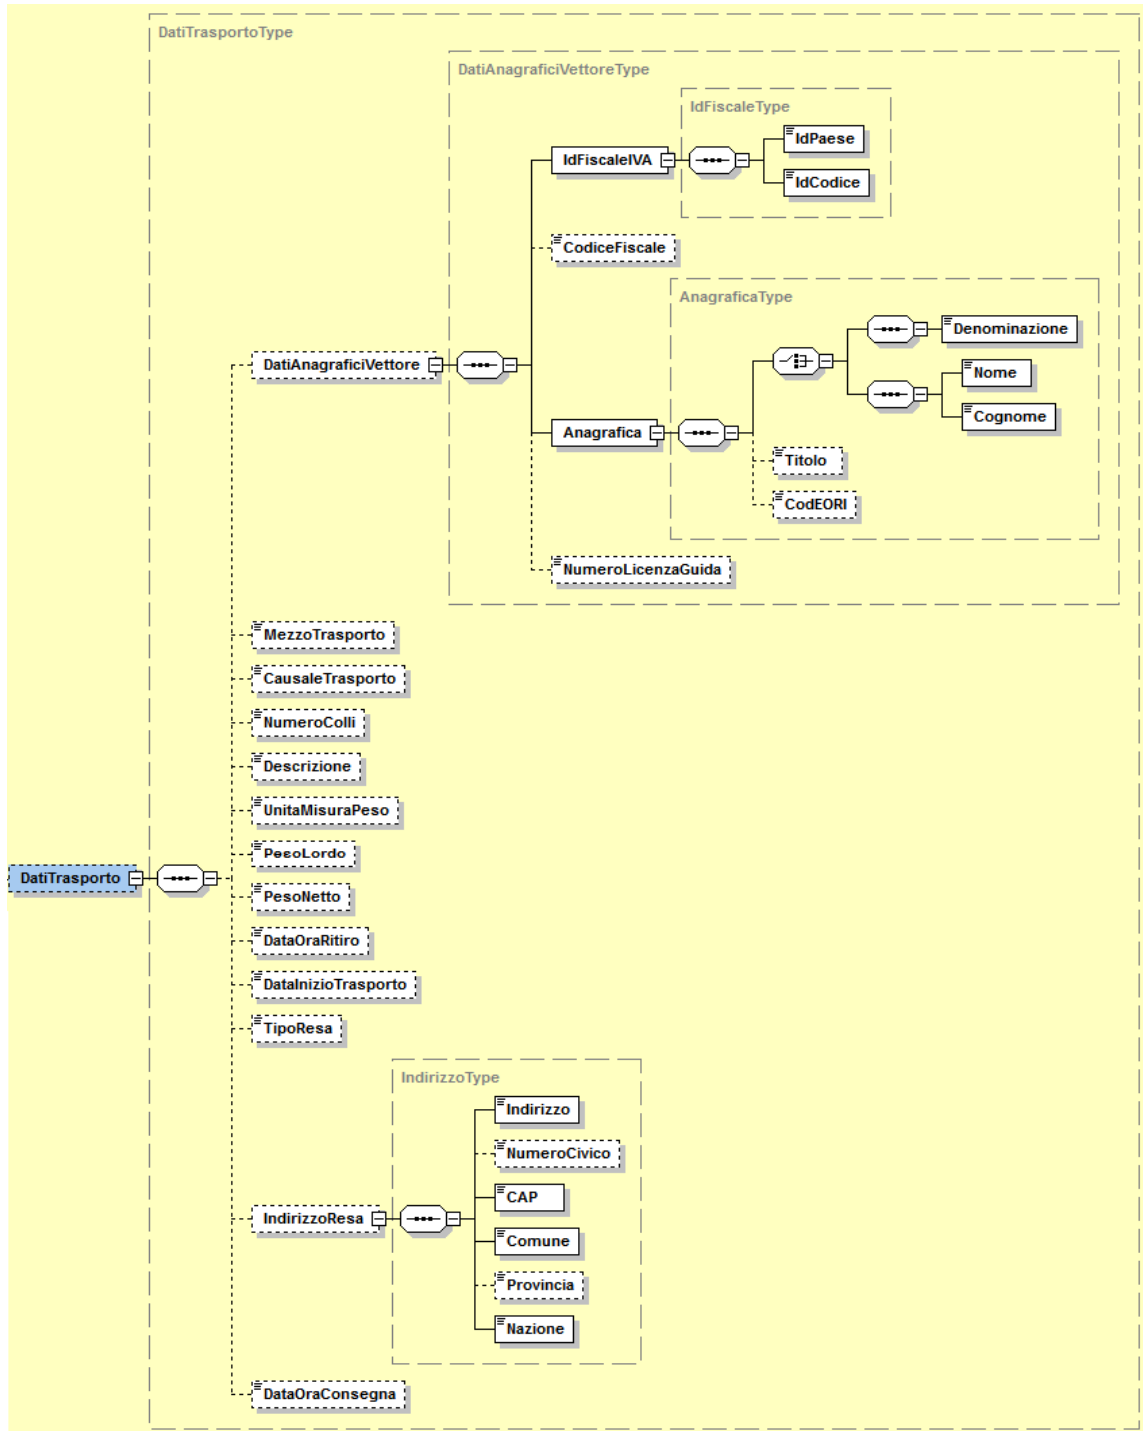 DatiTrasportoType
DatiAnagraficiVettoreType
IdFiscaleType
IdPaese
IdFiscaleIVA
IdCodice
CodiceFiscale
AnagraficaType
Denominazione
DatiAnagraficiVettore
Nome
Cognome
Anagrafica
Titolo
CodEORI
NumeroLicenzaGuida
MezzoTrasporto
CausaleTrasporto
NumeroColli
Descrizione
UnitaMisuraPeso
PesoLordo
DatiTrasporto
PesoNetto
DataOraRitiro
DataInizioTrasporto
TipoResa
IndirizzoType
Indirizzo
NumeroCivico
CAP
IndirizzoResa
Comune
Provincia
Nazione
DataOraConsegna